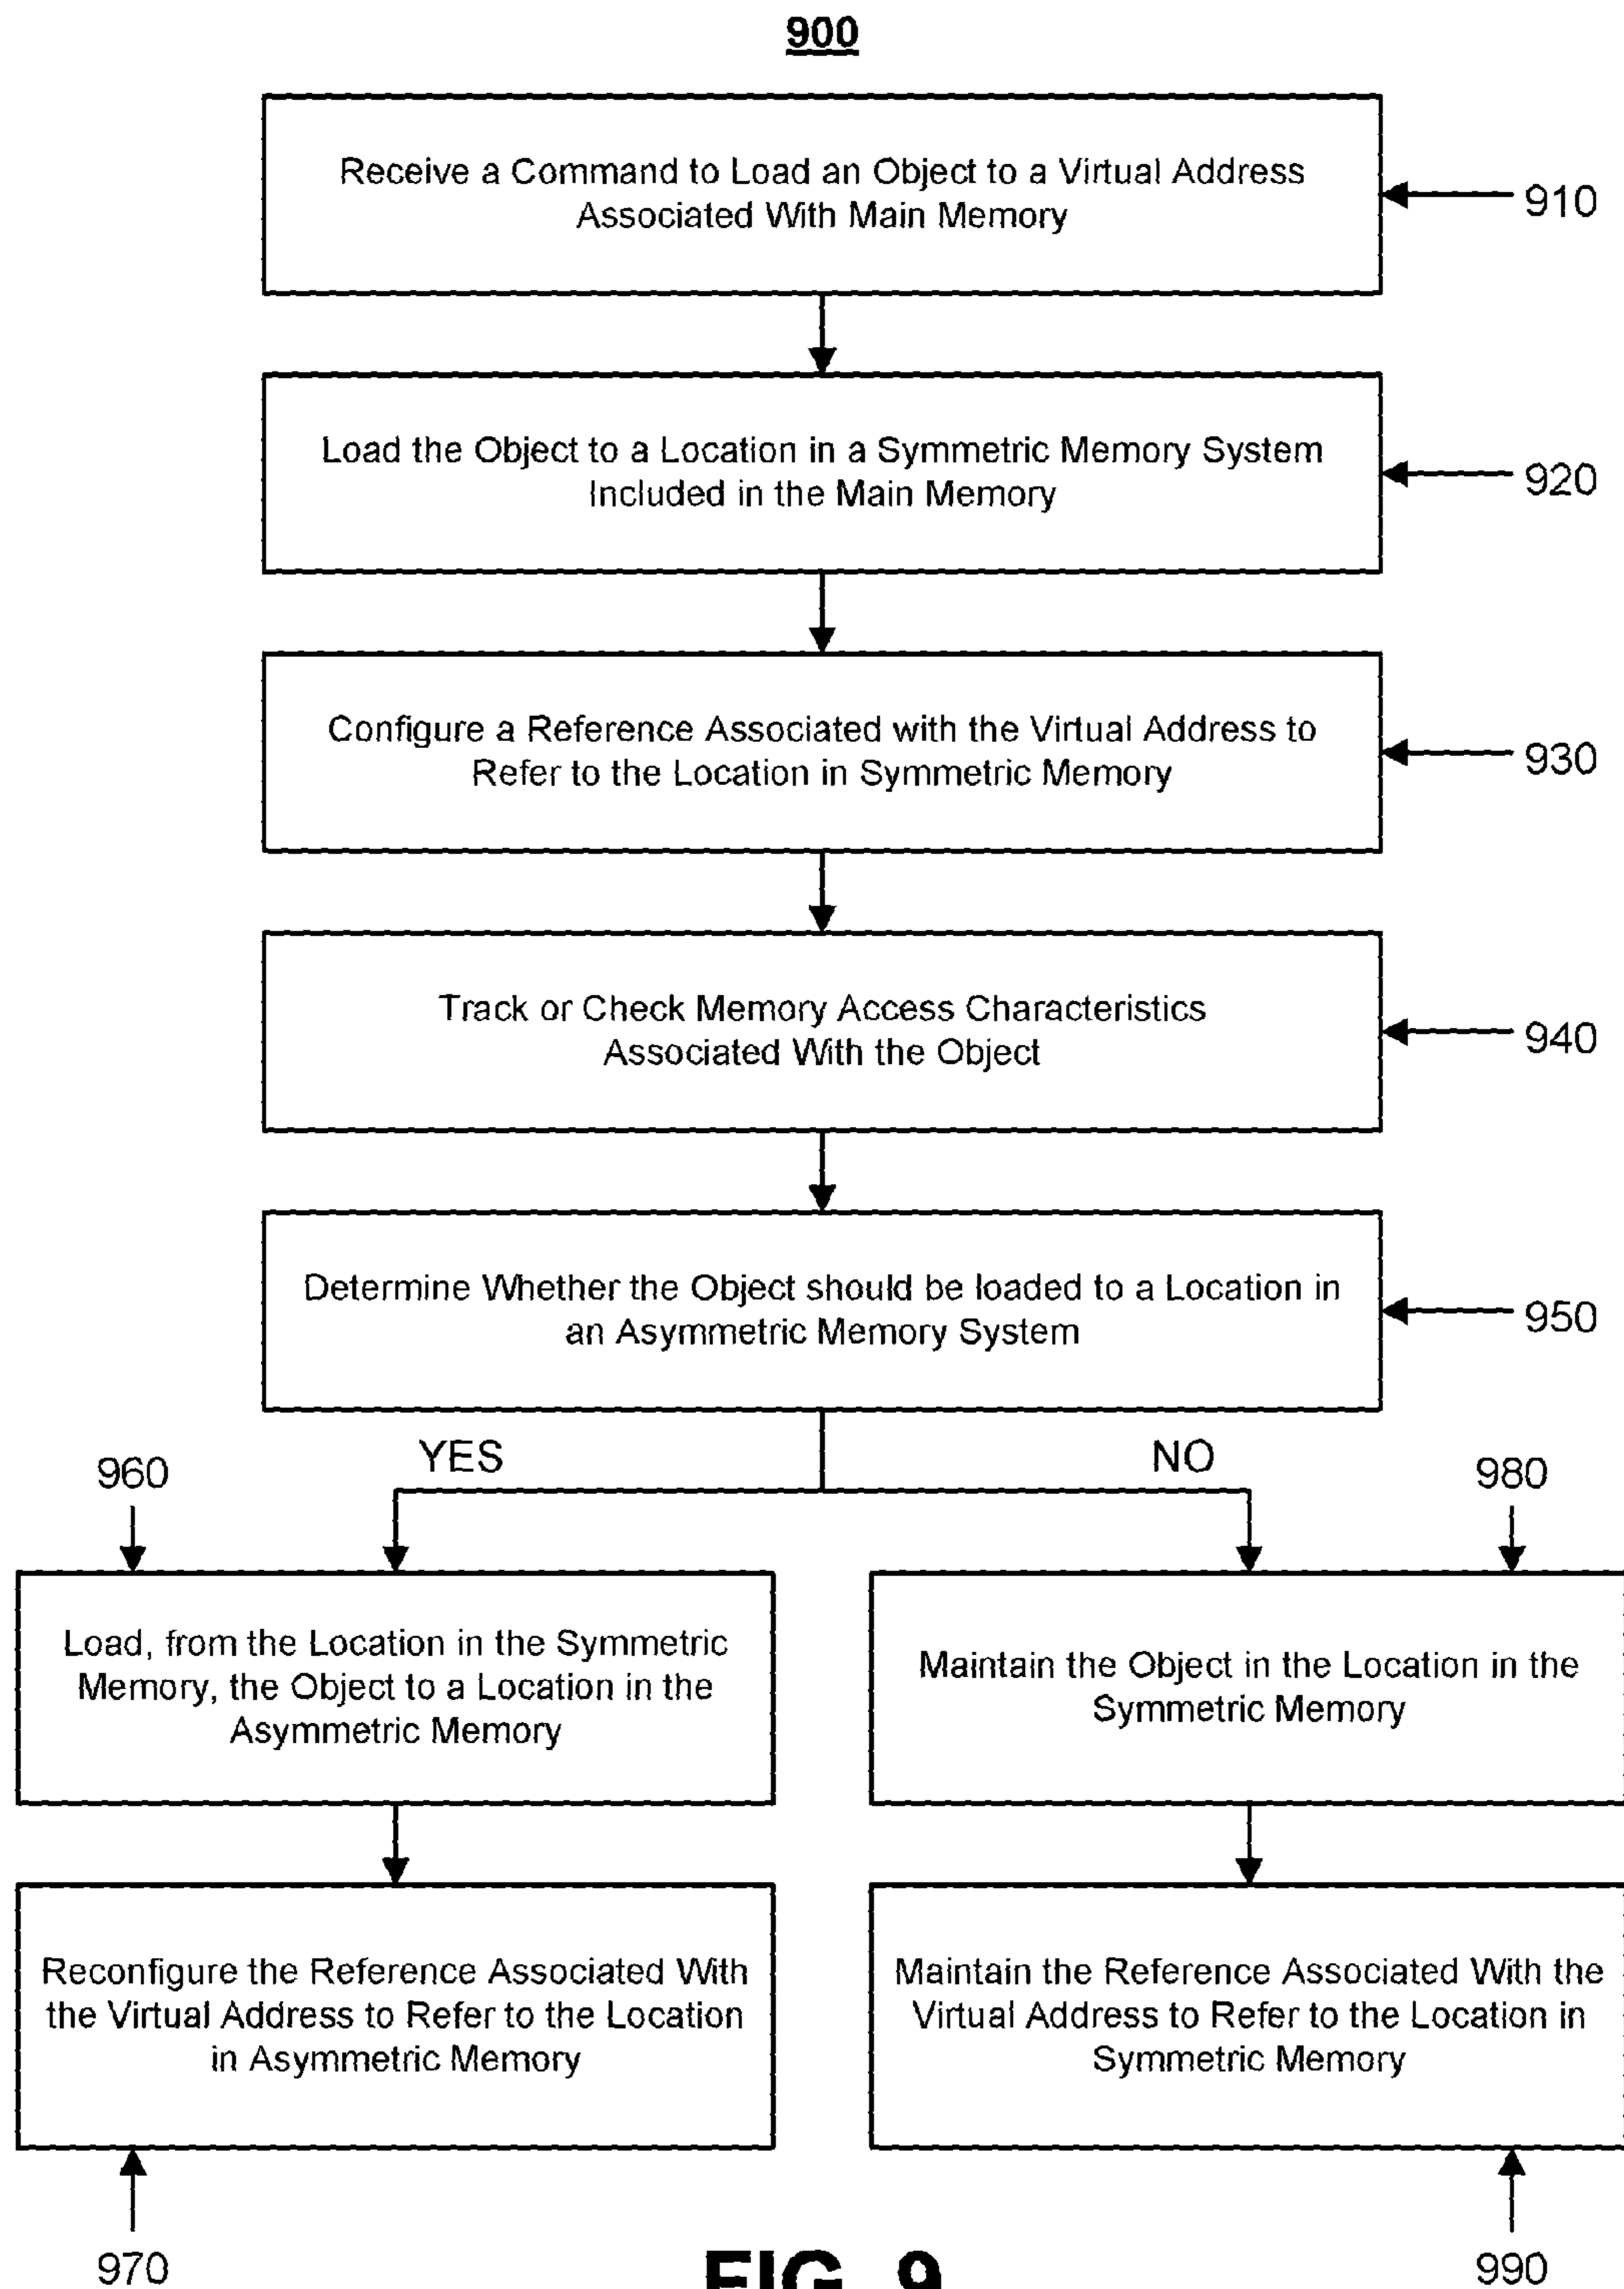 900
Receive a Command to Load an Object to a Virtual Address
Associated With Main Memory
910
Load the Object to a Location in a Symmetric Memory System
Included in the Main Memory
920
Configure a Reference Associated with the Virtual Address to
Refer to the Location in Symmetric Memory
930
Track or Check Memory Access Characteristics
Associated With the Object
940
Determine Whether the Object should be loaded to a Location in
an Asymmetric Memory System
950
YES
NO
960
980
Load, from the Location in the Symmetric
Memory, the Object to a Location in the
Asymmetric Memory
Maintain the Object in the Location in the
Symmetric Memory
Reconfigure the Reference Associated With
the Virtual Address to Refer to the Location
in Asymmetric Memory
Maintain the Reference Associated With the
Virtual Address to Refer to the Location in
Symmetric Memory
970
990
FIG. 9